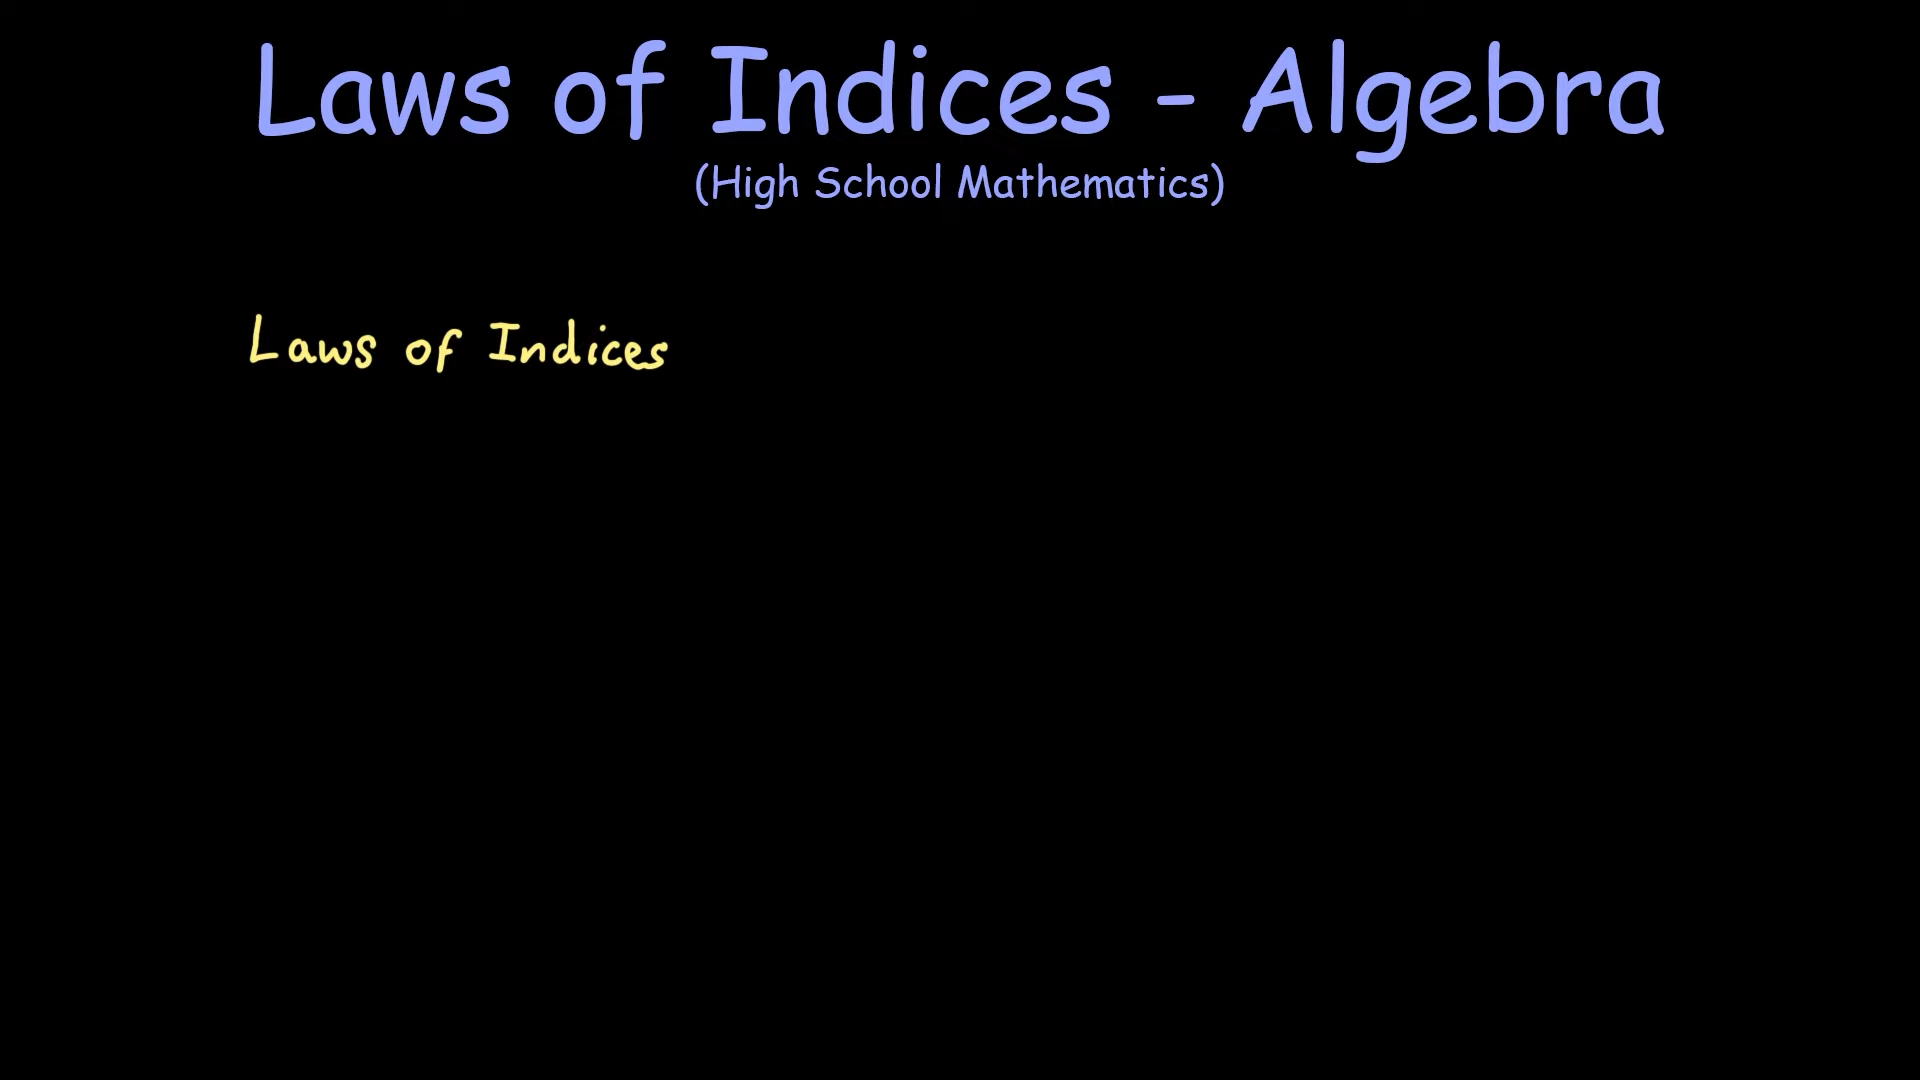 Laws of Indices - Algebra
(High School Mathematics)
Laws of Indices